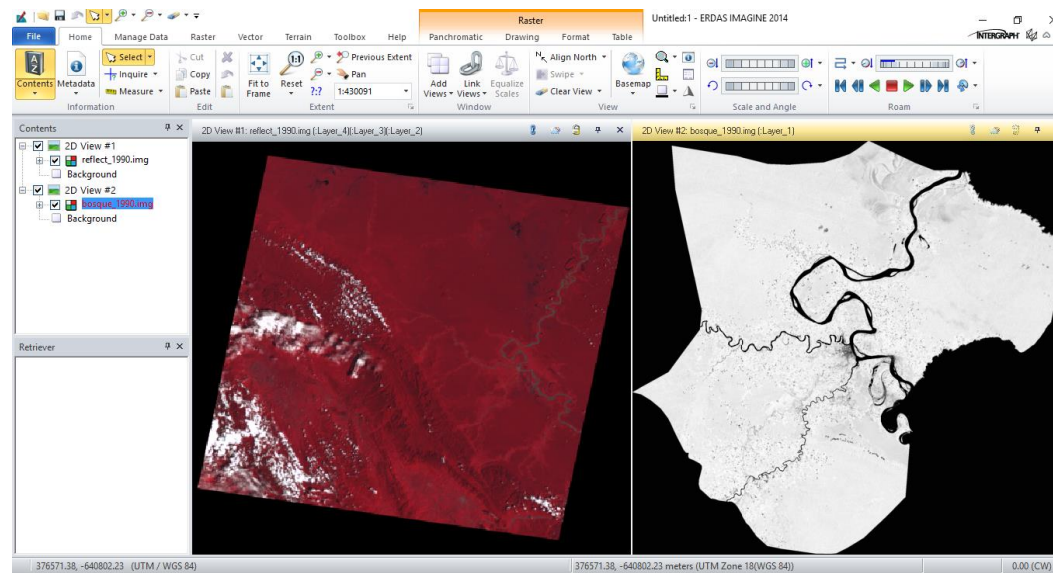 Raster
Untitled:1 - ERDAS IMAGINE 2014
File Home Manage Data Raster Vector Terrain Toolbox Help Panchromatic Drawing Format Table
INTERGRAPH
Contents
Metadata
Select
Inquire
Measure
Information
Cut
Copy
Paste
Edit
Fit to Frame
1:1
Reset
Previous Extent
Pan
?:? 1:430091
Extent
Add Views
Link Views
Equalize Scales
Window
Align North
Swipe
Clear View
Basemap
View
Scale and Angle
Roam
Contents
2D View #1
reflect_1990.img
Background
2D View #2
bosque_1990.img
Background
Retriever
2D View #1: reflect_1990.img (:Layer_4)(:Layer_3)(:Layer_2)
2D View #2: bosque_1990.img (:Layer_1)
376571.38, -640802.23 (UTM / WGS 84)
376571.38, -640802.23 meters (UTM Zone 18(WGS 84))
0.00 (CW)